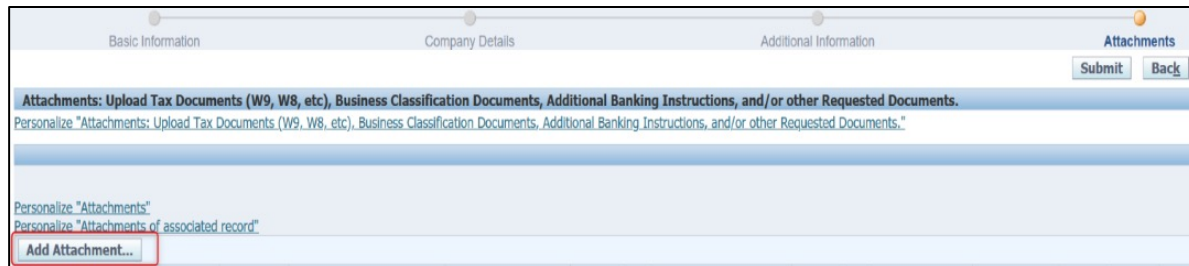 Basic Information Company Details Additional Information Attachments
Submit Back
Attachments: Upload Tax Documents (W9, W8, etc), Business Classification Documents, Additional Banking Instructions, and/or other Requested Documents.
Personalize "Attachments: Upload Tax Documents (W9, W8, etc), Business Classification Documents, Additional Banking Instructions, and/or other Requested Documents."
Personalize "Attachments"
Personalize "Attachments of associated record"
Add Attachment...